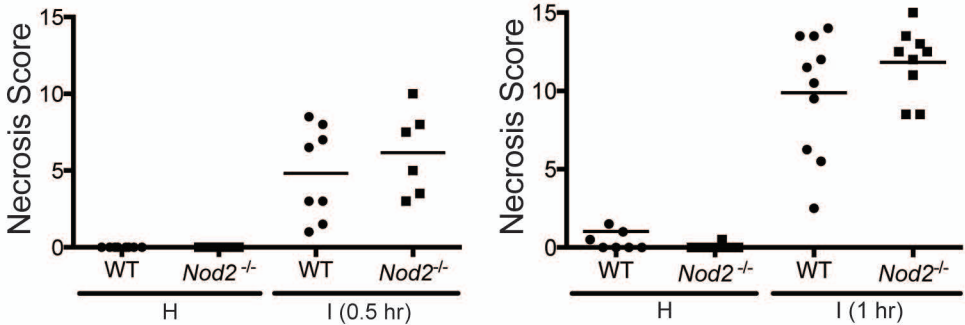 Necrosis Score
15
10
5
0
WT
Nod2-/-
WT
Nod2-/-
H
I (0.5 hr)
Necrosis Score
15
10
5
0
WT
Nod2-/-
WT
Nod2-/-
H
I (1 hr)